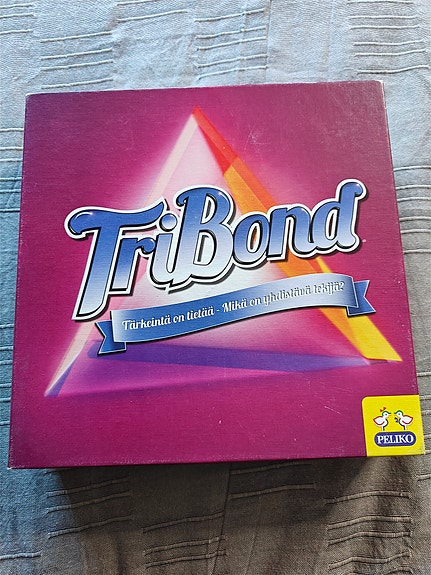 TriBond
Tärkeintä on tietää - Mikä on yhdistävä tekijä?
PELIKO